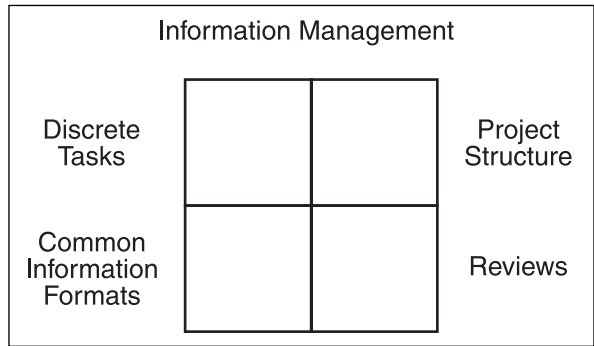 Information Management
Discrete
Tasks
Project
Structure
Common
Information
Formats
Reviews